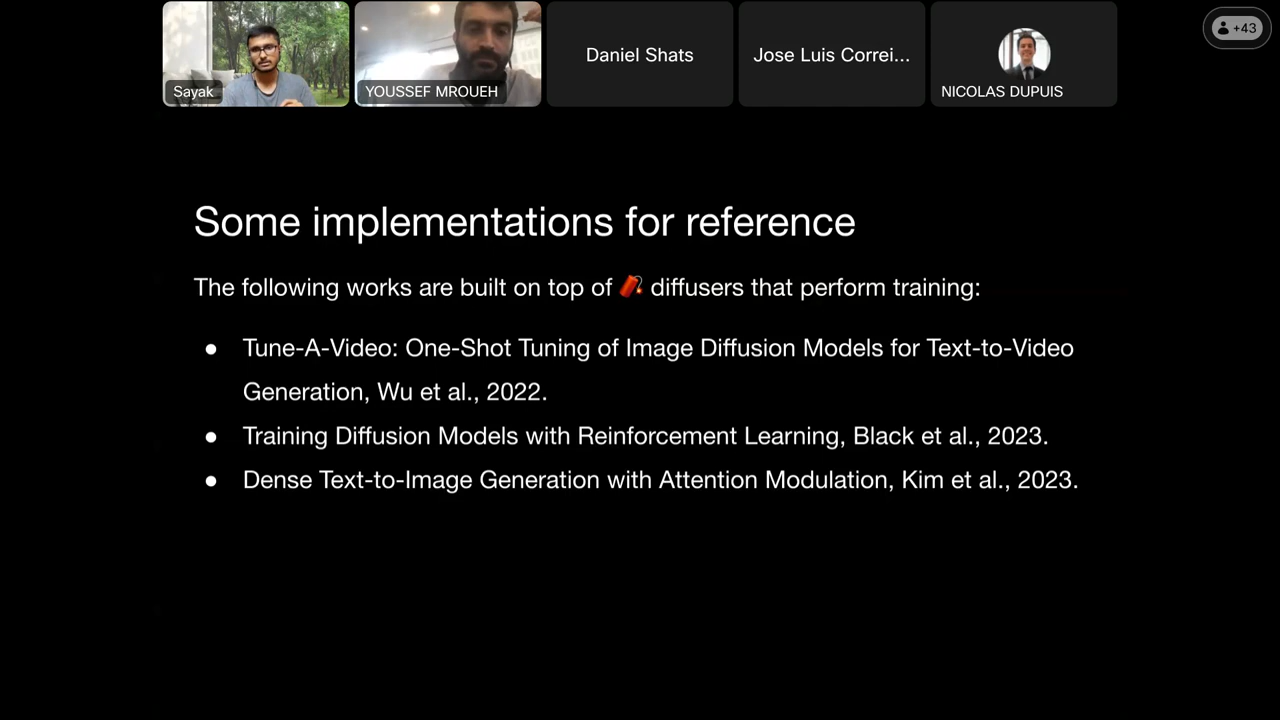 Sayak
YOUSSEF MROUEH
Daniel Shats
Jose Luis Correi...
NICOLAS DUPUIS
+43
Some implementations for reference
The following works are built on top of 🧨 diffusers that perform training:
● Tune-A-Video: One-Shot Tuning of Image Diffusion Models for Text-to-Video
Generation, Wu et al., 2022.
● Training Diffusion Models with Reinforcement Learning, Black et al., 2023.
● Dense Text-to-Image Generation with Attention Modulation, Kim et al., 2023.